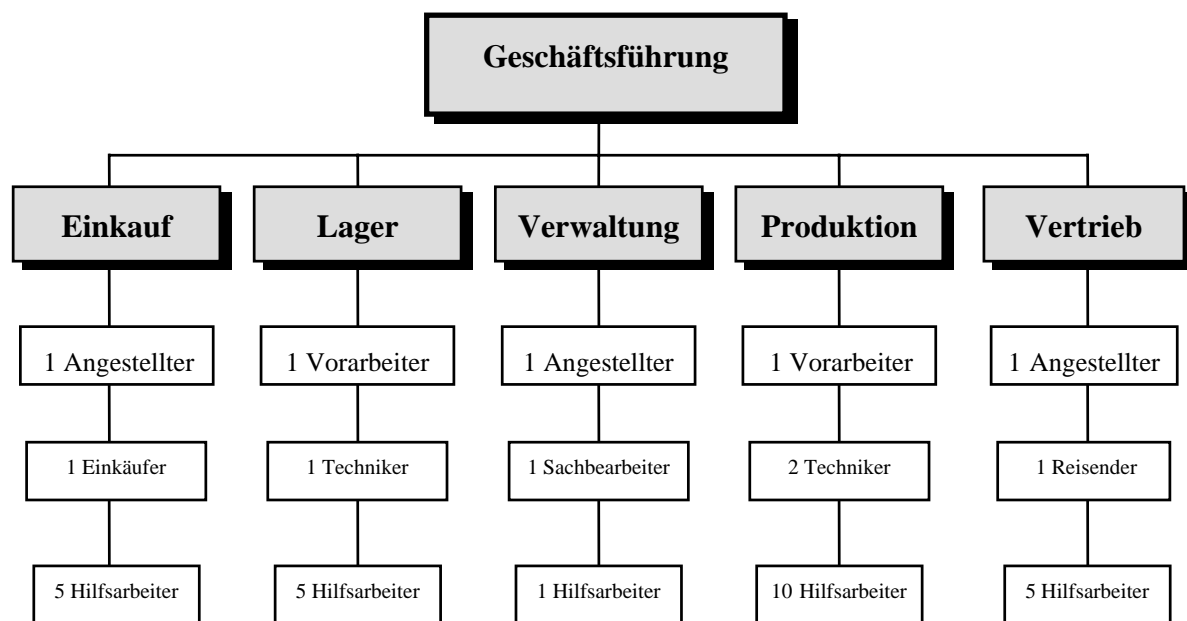 Geschäftsführung
Einkauf
Lager
Verwaltung
Produktion
Vertrieb
1 Angestellter
1 Vorarbeiter
1 Angestellter
1 Vorarbeiter
1 Angestellter
1 Einkäufer
1 Techniker
1 Sachbearbeiter
2 Techniker
1 Reisender
5 Hilfsarbeiter
5 Hilfsarbeiter
1 Hilfsarbeiter
10 Hilfsarbeiter
5 Hilfsarbeiter